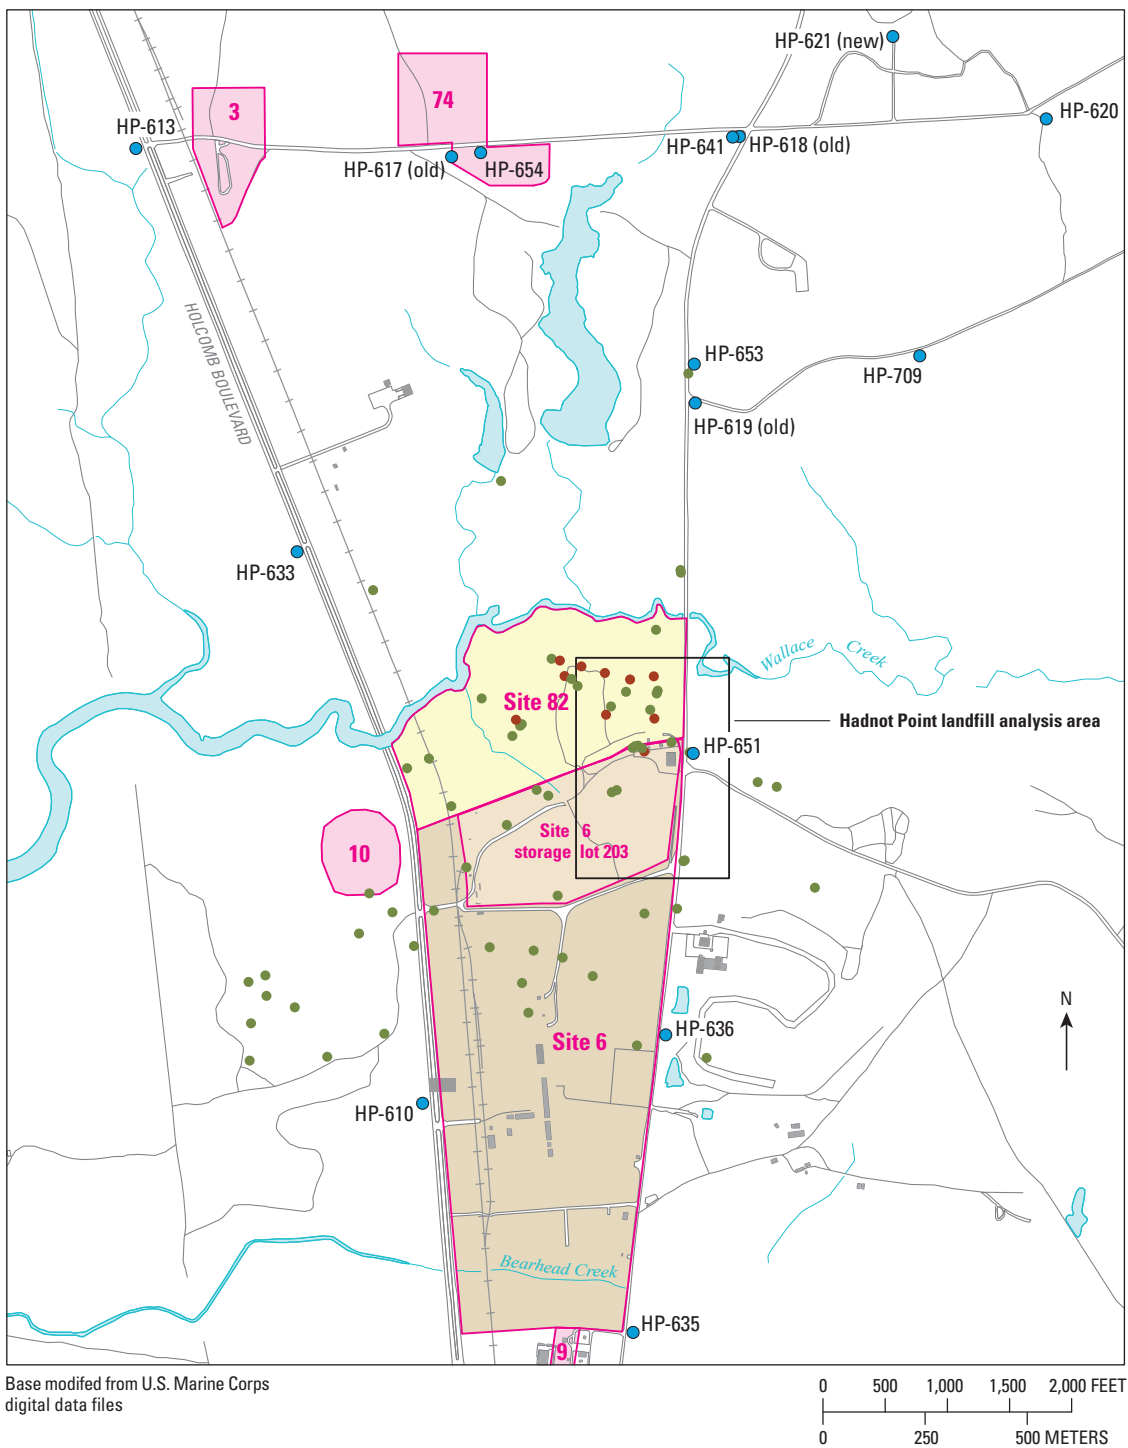 HP-621 (new)
74
3
HP-613
HP-620
HP-641
HP-618 (old)
HP-617 (old)
HP-654
HOLCOMB BOULEVARD
HP-653
HP-709
HP-619 (old)
HP-633
Wallace Creek
Site 82
Hadnot Point landfill analysis area
HP-651
Site 6
storage lot 203
10
N
HP-636
Site 6
HP-610
Bearhead Creek
HP-635
9
Base modifed from U.S. Marine Corps
digital data files
0 500 1,000 1,500 2,000 FEET
0 250 500 METERS